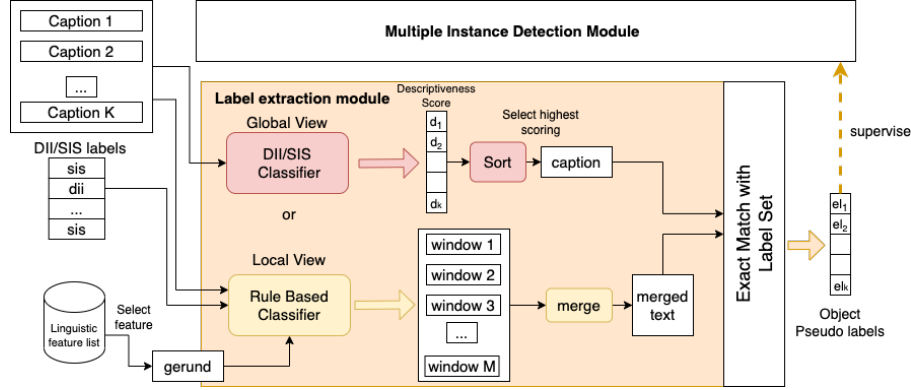 Caption 1
Caption 2
...
Caption K
DII/SIS labels
sis
dii
...
sis
Linguistic
feature list
Select
feature
gerund
Multiple Instance Detection Module
Label extraction module
Global View
DII/SIS
Classifier
Descriptiveness
Score
d1
d2
dk
Select highest
scoring
Sort
caption
or
Local View
Rule Based
Classifier
window 1
window 2
window 3
...
window M
merge
merged
text
Exact Match with
Label Set
supervise
el1
el2
elk
Object
Pseudo labels